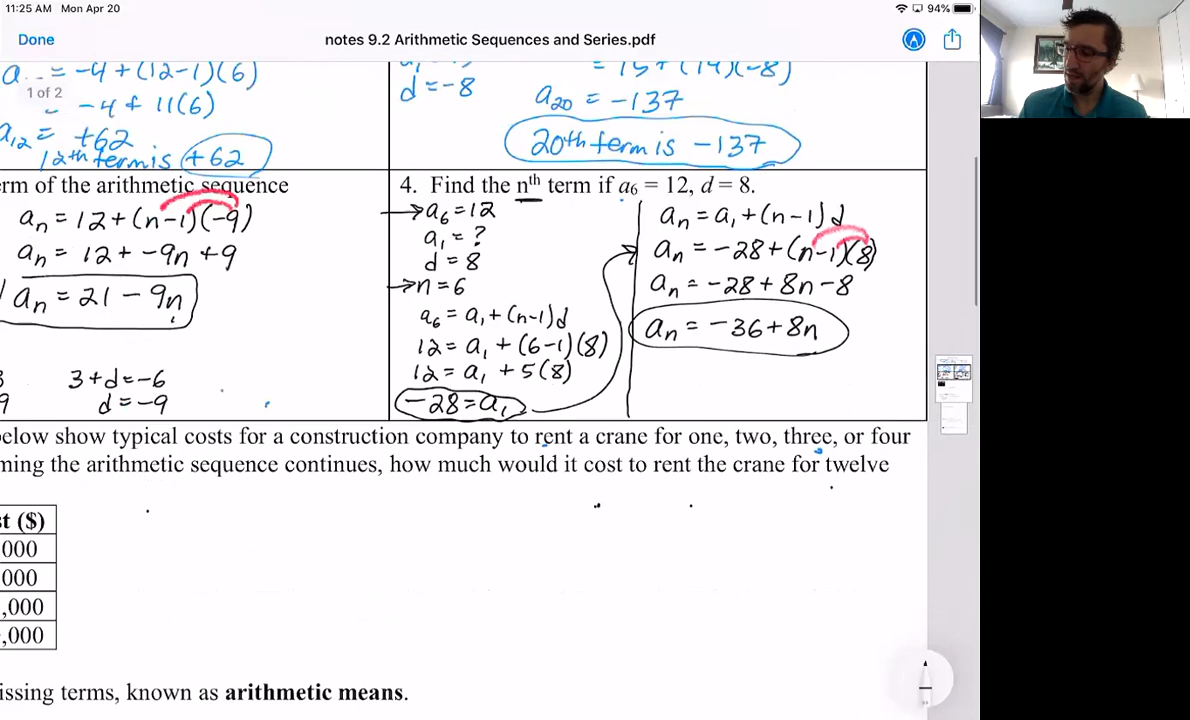 11:25 AM Mon Apr 20
94%
Done
notes 9.2 Arithmetic Sequences and Series.pdf
1 of 2
= -4 + (12-1)(6)
-4 + 11(6)
a₁₂ = +62
12th term is +62
d = -8
= 15 + (19)(-8)
a₂₀ = -137
20th term is -137
rm of the arithmetic sequence
aₙ = 12 + (n-1)(-9)
aₙ = 12 + -9n + 9
aₙ = 21 - 9n
3 + d = -6
d = -9
4. Find the nᵗʰ term if a₆ = 12, d = 8.
a₆ = 12
a₁ = ?
d = 8
n = 6
a₆ = a₁ + (n-1)d
12 = a₁ + (6-1)(8)
12 = a₁ + 5(8)
-28 = a₁
aₙ = a₁ + (n-1)d
aₙ = -28 + (n-1)(8)
aₙ = -28 + 8n - 8
aₙ = -36 + 8n
elow show typical costs for a construction company to rent a crane for one, two, three, or four
ming the arithmetic sequence continues, how much would it cost to rent the crane for twelve
st ($)
000
000
,000
,000
issing terms, known as arithmetic means.